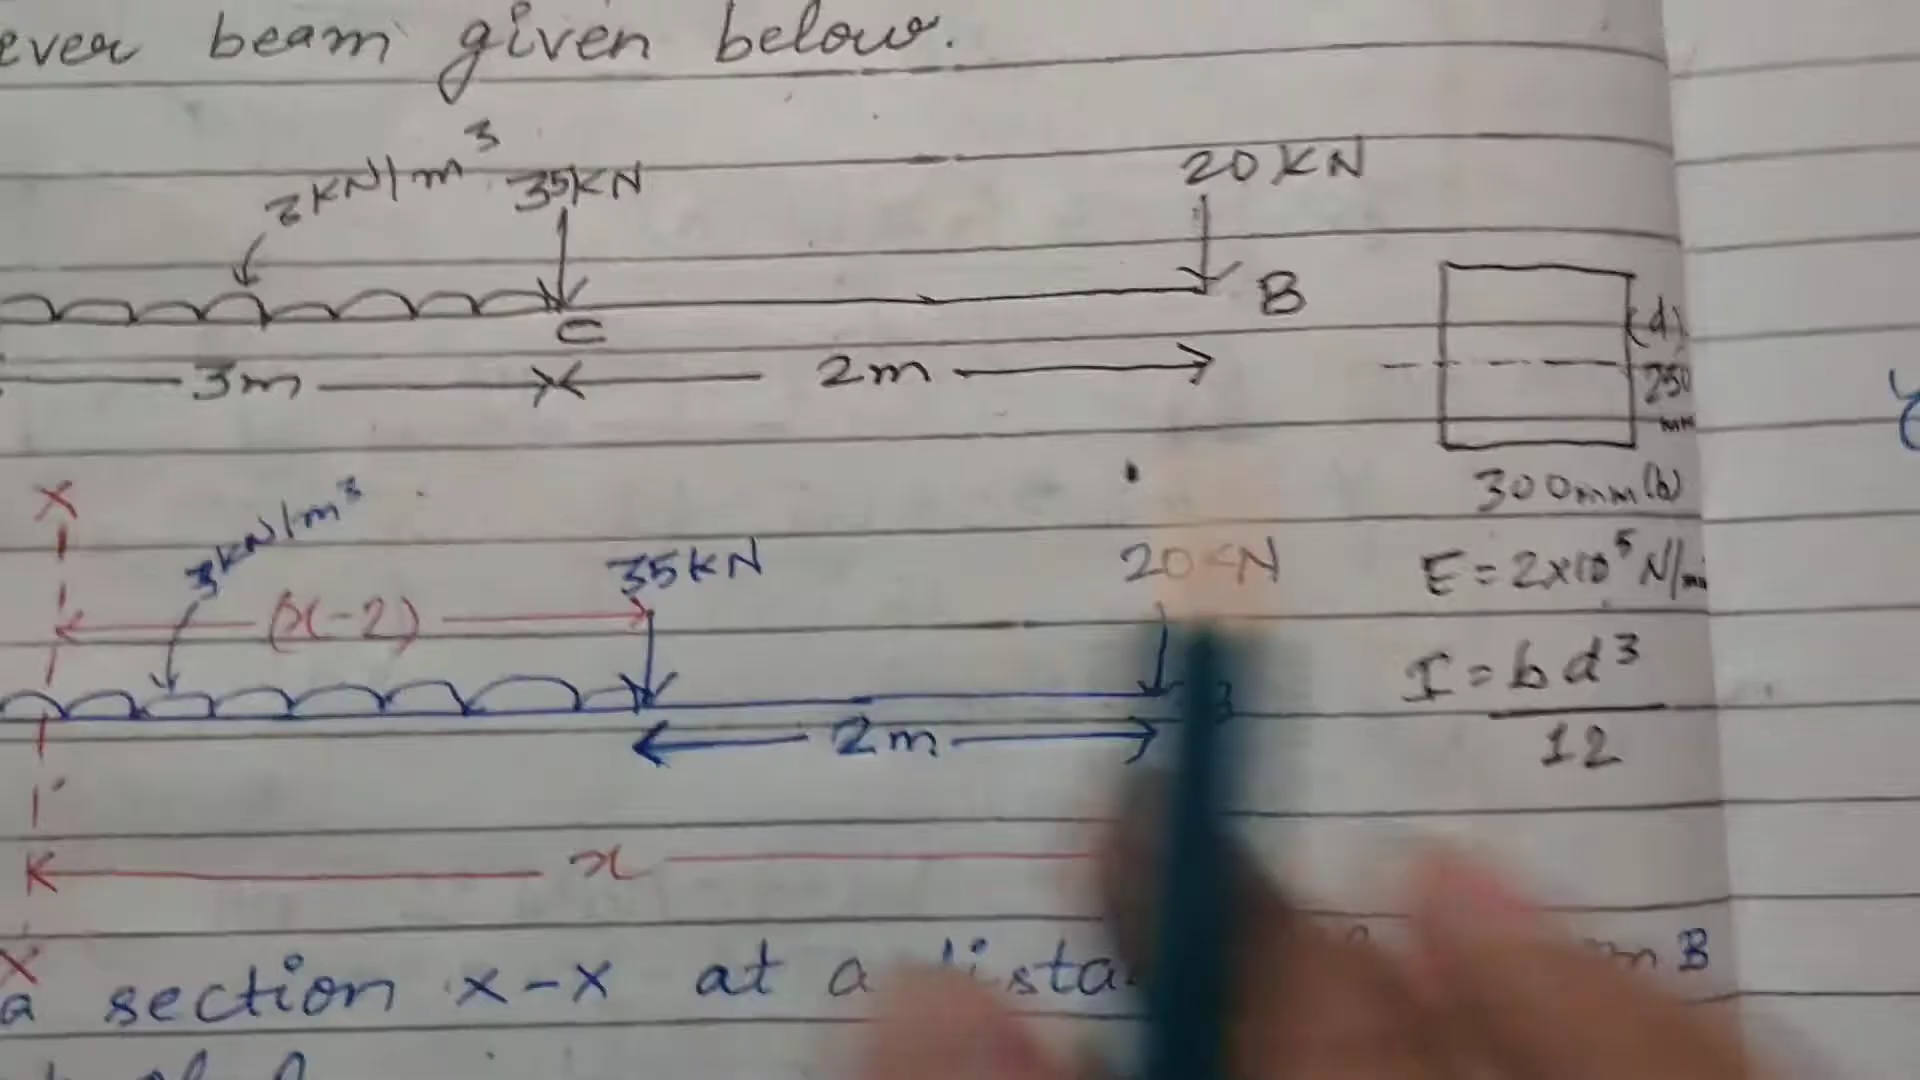 ever beam given below.
3KN/m³ 35KN 20KN
C B
3m 2m
(d)
250
mm
300mm(b)
X
3KN/m³ 35KN 20KN
(x-2)
E=2x10⁵ N/m
I = bd³
12
2m
x
X
a section x-x at a B